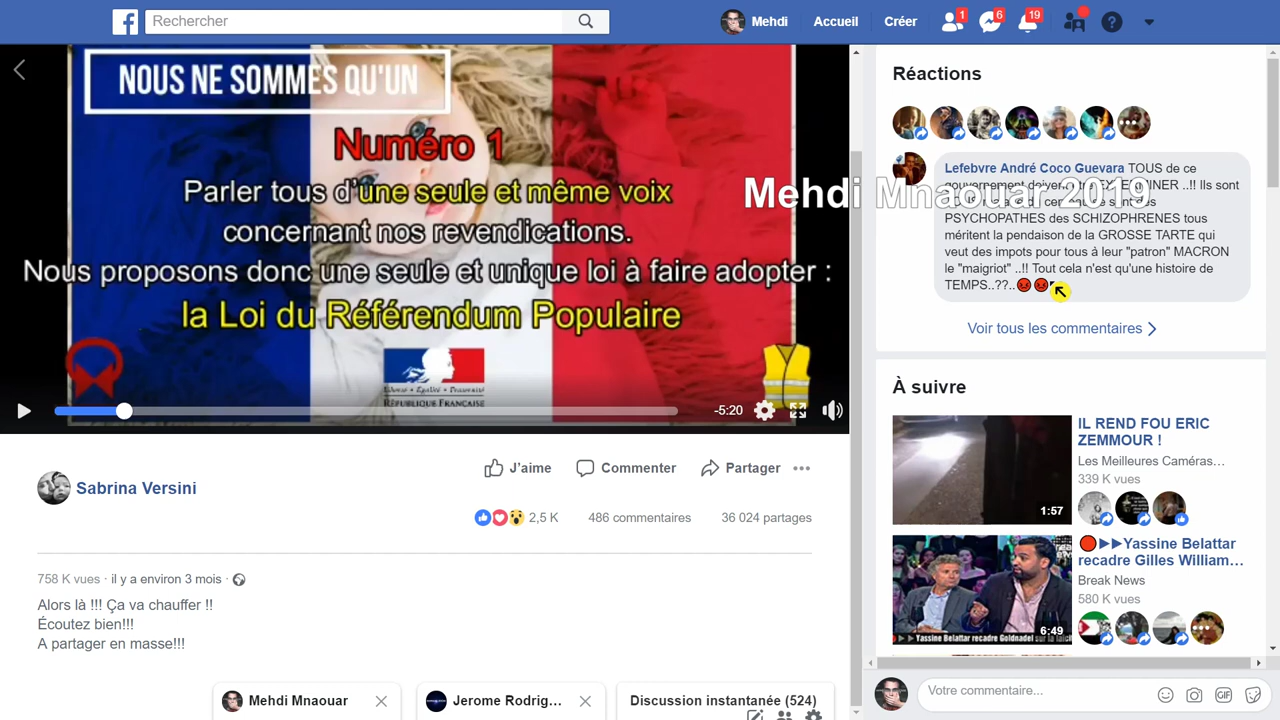 Rechercher
Mehdi
Accueil
Créer
1
6
19
NOUS NE SOMMES QU'UN
Numéro 1
Parler tous d'une seule et même voix
concernant nos revendications.
Nous proposons donc une seule et unique loi à faire adopter :
la Loi du Référendum Populaire
Liberté • Égalité • Fraternité
RÉPUBLIQUE FRANÇAISE
-5:20
Mehdi Mnaouar 2019
Sabrina Versini
J'aime
Commenter
Partager
2,5 K
486 commentaires
36 024 partages
758 K vues · il y a environ 3 mois ·
Alors là !!! Ça va chauffer !!
Écoutez bien!!!
A partager en masse!!!
Mehdi Mnaouar
Jerome Rodrig...
Discussion instantanée (524)
Réactions
Lefebvre André Coco Guevara TOUS de ce
gouvernement doivent INER ..!! Ils sont
PSYCHOPATHES des SCHIZOPHRENES tous
méritent la pendaison de la GROSSE TARTE qui
veut des impots pour tous à leur "patron" MACRON
le "maigriot" ..!! Tout cela n'est qu'une histoire de
TEMPS..??..
Voir tous les commentaires
À suivre
IL REND FOU ERIC
ZEMMOUR !
Les Meilleures Caméras…
339 K vues
1:57
Yassine Belattar
recadre Gilles William…
Break News
580 K vues
6:49
Yassine Belattar recadre Goldnadel sur la
Votre commentaire...
GIF